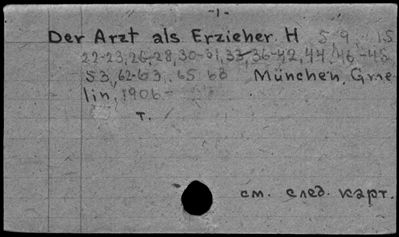 -1-
Der Arzt als Erzieher. H 5-9, 15
22-23, 26-28, 30-31, 33, 36-42, 44, 46-
53, 62-63, 65 68 München, Gme-
lin, 1906-
т.
см. след. карт.